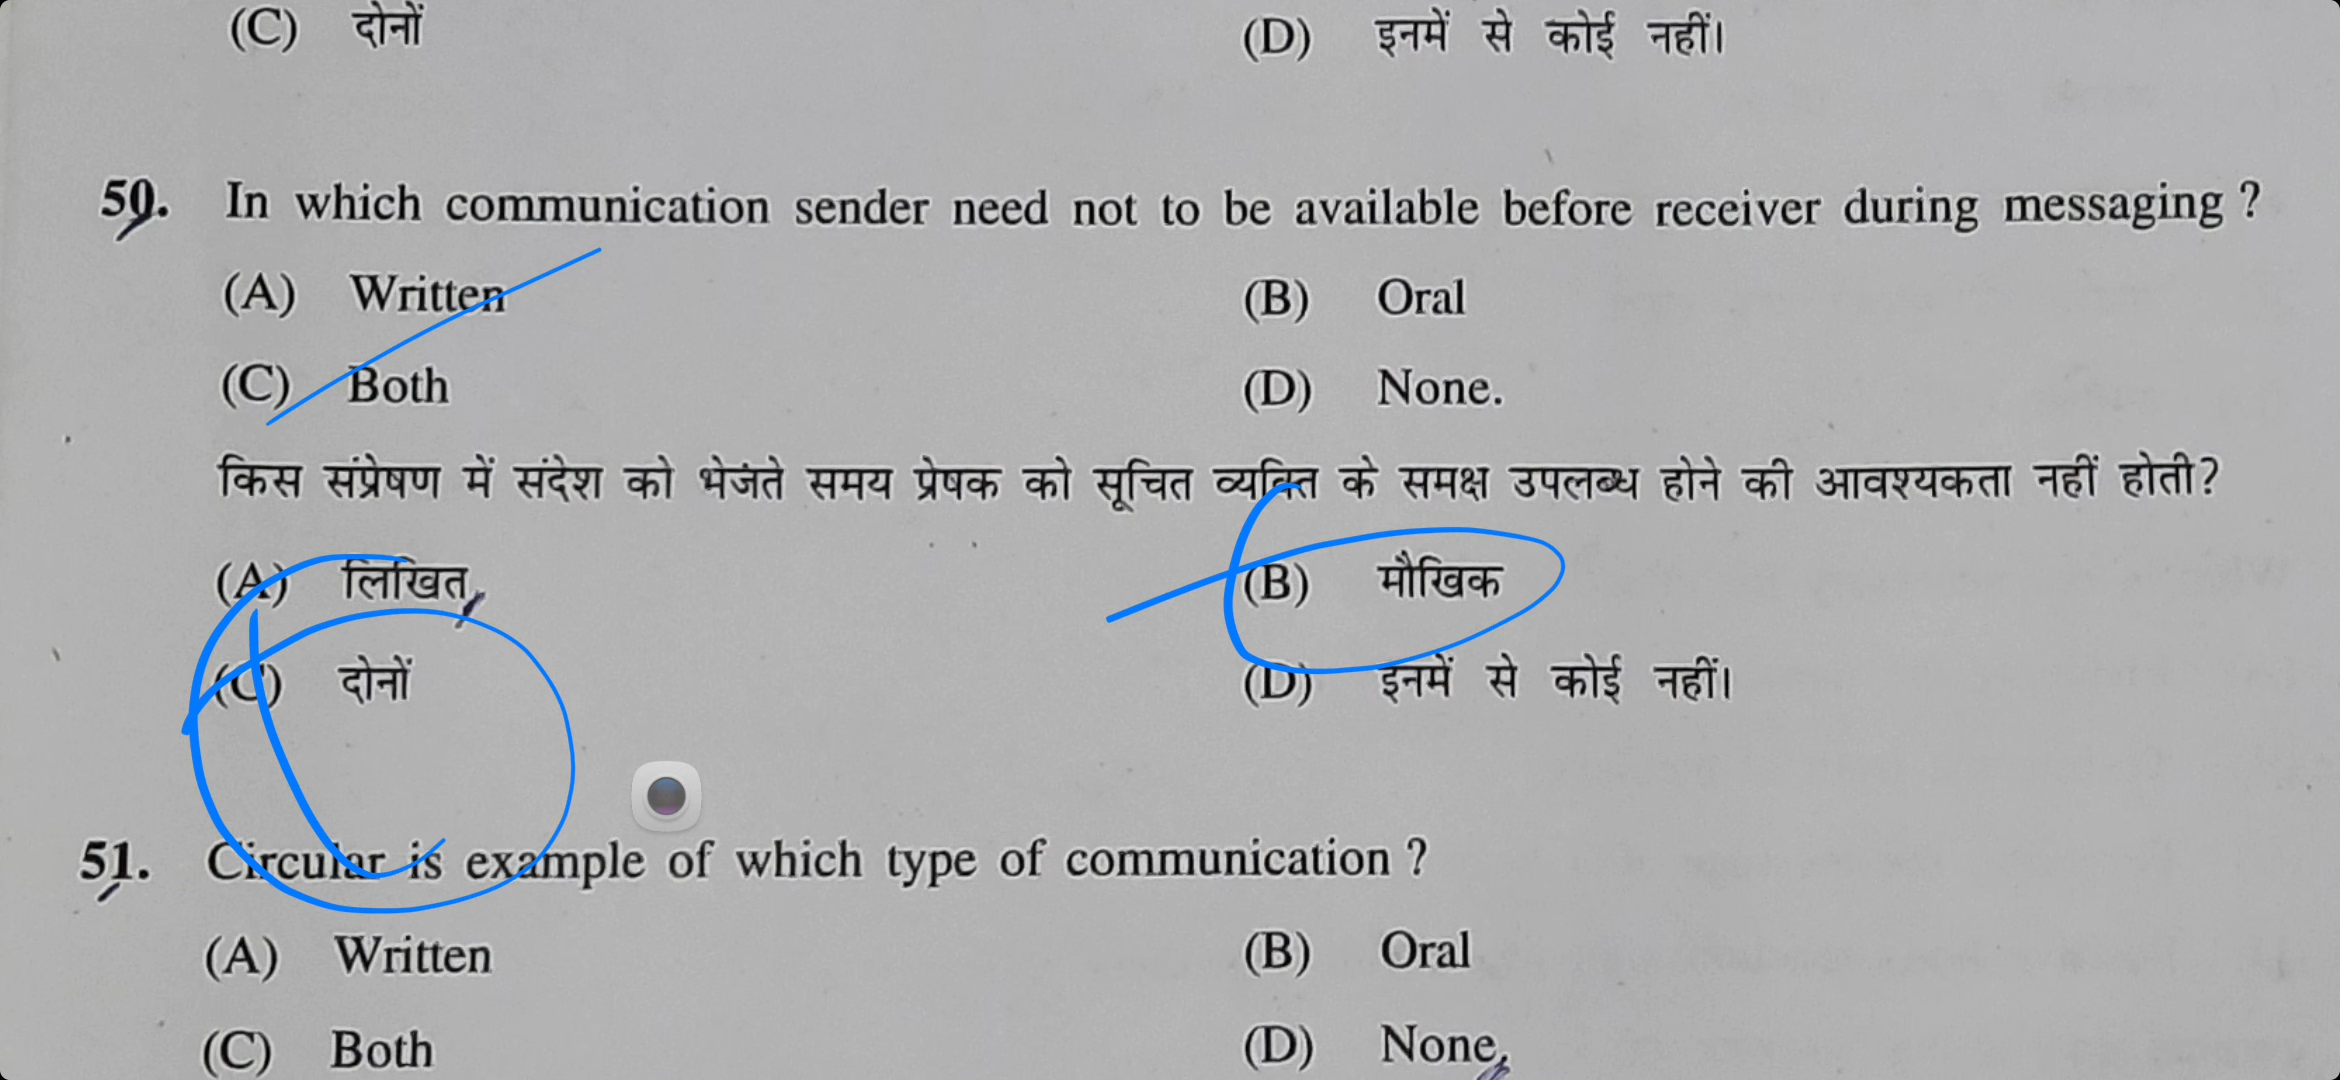 (C) दोनों (D) इनमें से कोई नहीं।
50. In which communication sender need not to be available before receiver during messaging ?
(A) Written (B) Oral
(C) Both (D) None.
किस संप्रेषण में संदेश को भेजते समय प्रेषक को सूचित व्यक्ति के समक्ष उपलब्ध होने की आवश्यकता नहीं होती?
(A) लिखित (B) मौखिक
(C) दोनों (D) इनमें से कोई नहीं।
51. Circular is example of which type of communication ?
(A) Written (B) Oral
(C) Both (D) None.